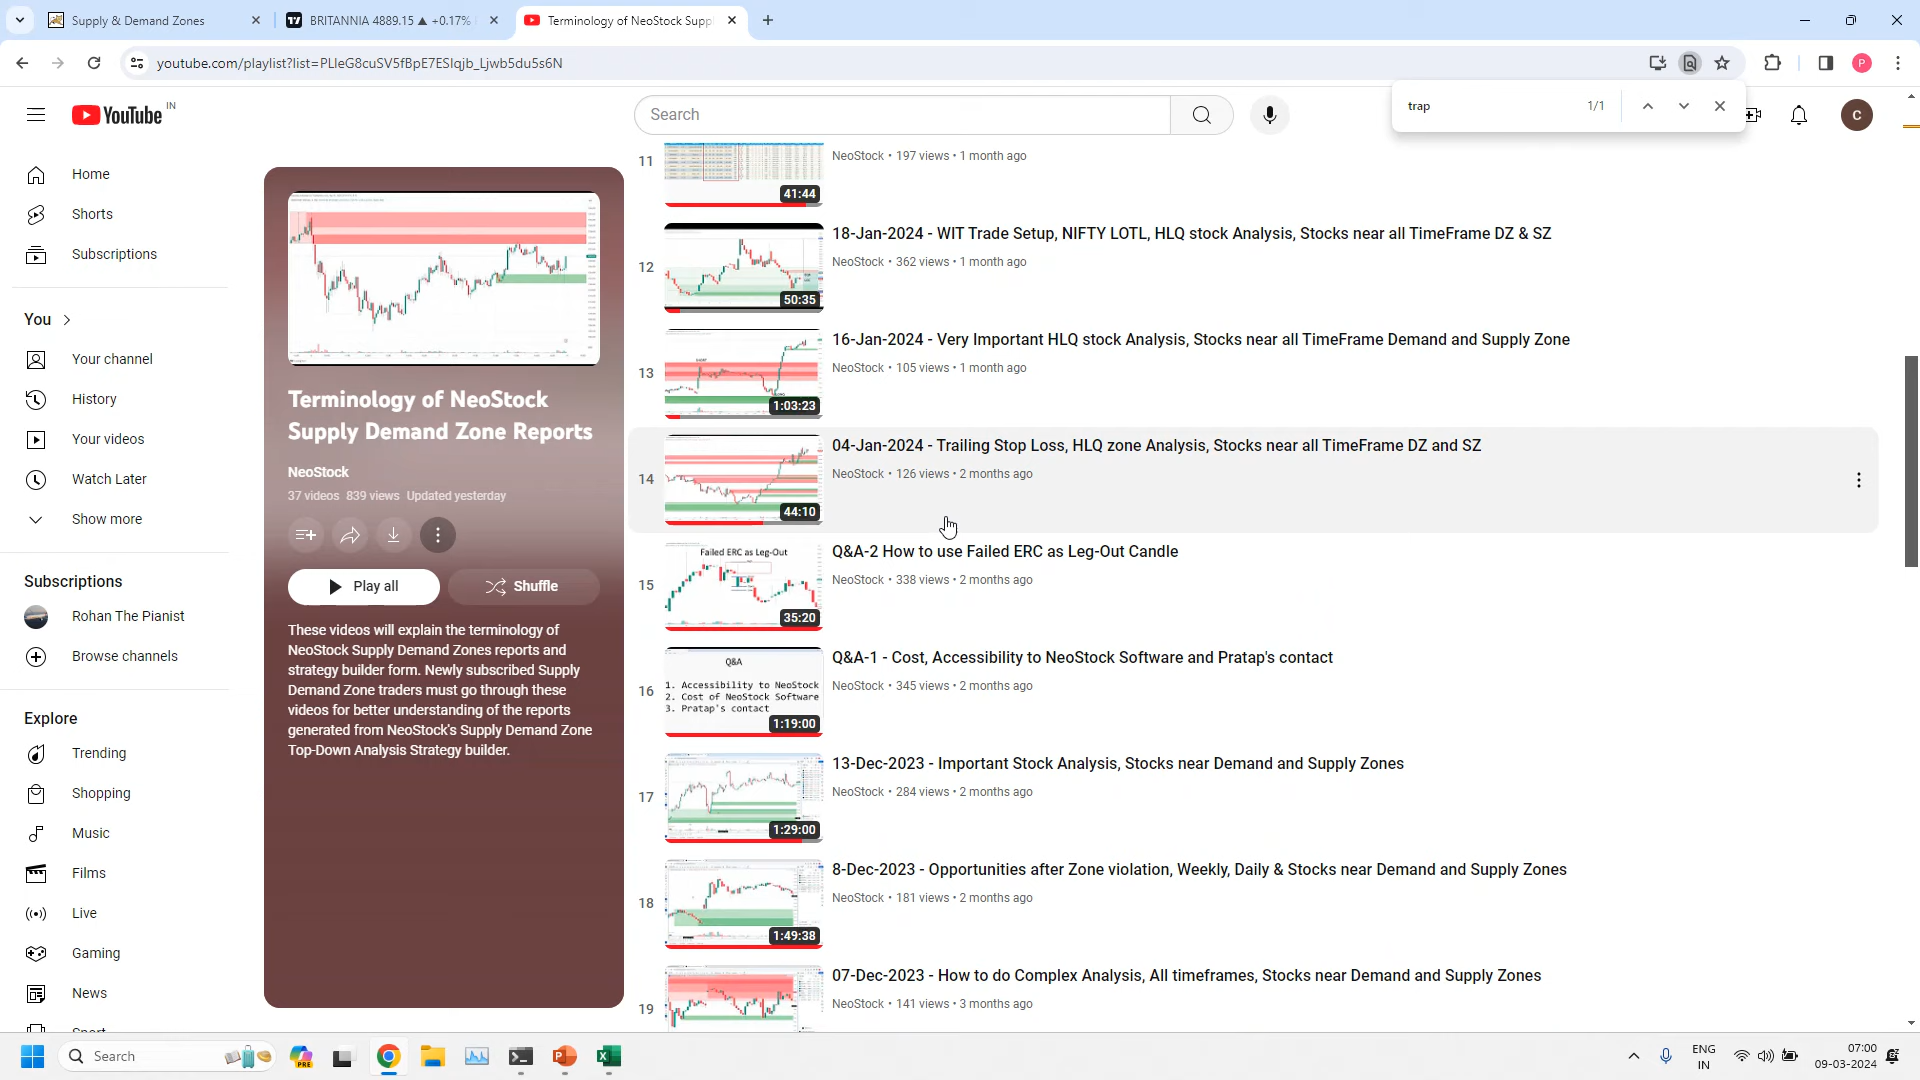 Supply & Demand Zones
BRITANNIA 4889.15 ▲ +0.17%
Terminology of NeoStock Supp
youtube.com/playlist?list=PLIeG8cuSV5fBpE7ESIqjb_Ljwb5du5s6N
P
trap
1/1
YouTube
IN
Search
C
Home
Shorts
Subscriptions
You
Your channel
History
Your videos
Watch Later
Show more
Subscriptions
Rohan The Pianist
Browse channels
Explore
Trending
Shopping
Music
Films
Live
Gaming
News
Sport
Terminology of NeoStock
Supply Demand Zone Reports
NeoStock
37 videos 839 views Updated yesterday
Play all
Shuffle
These videos will explain the terminology of
NeoStock Supply Demand Zones reports and
strategy builder form. Newly subscribed Supply
Demand Zone traders must go through these
videos for better understanding of the reports
generated from NeoStock's Supply Demand Zone
Top-Down Analysis Strategy builder.
11
41:44
NeoStock • 197 views • 1 month ago
12
50:35
18-Jan-2024 - WIT Trade Setup, NIFTY LOTL, HLQ stock Analysis, Stocks near all TimeFrame DZ & SZ
NeoStock • 362 views • 1 month ago
13
1:03:23
16-Jan-2024 - Very Important HLQ stock Analysis, Stocks near all TimeFrame Demand and Supply Zone
NeoStock • 105 views • 1 month ago
14
44:10
04-Jan-2024 - Trailing Stop Loss, HLQ zone Analysis, Stocks near all TimeFrame DZ and SZ
NeoStock • 126 views • 2 months ago
15
Failed ERC as Leg-Out
35:20
Q&A-2 How to use Failed ERC as Leg-Out Candle
NeoStock • 338 views • 2 months ago
16
Q&A
1. Accessibility to NeoStock
2. Cost of NeoStock Software
3. Pratap's contact
1:19:00
Q&A-1 - Cost, Accessibility to NeoStock Software and Pratap's contact
NeoStock • 345 views • 2 months ago
17
1:29:00
13-Dec-2023 - Important Stock Analysis, Stocks near Demand and Supply Zones
NeoStock • 284 views • 2 months ago
18
1:49:38
8-Dec-2023 - Opportunities after Zone violation, Weekly, Daily & Stocks near Demand and Supply Zones
NeoStock • 181 views • 2 months ago
19
07-Dec-2023 - How to do Complex Analysis, All timeframes, Stocks near Demand and Supply Zones
NeoStock • 141 views • 3 months ago
Search
PRE
ENG
IN
07:00
09-03-2024